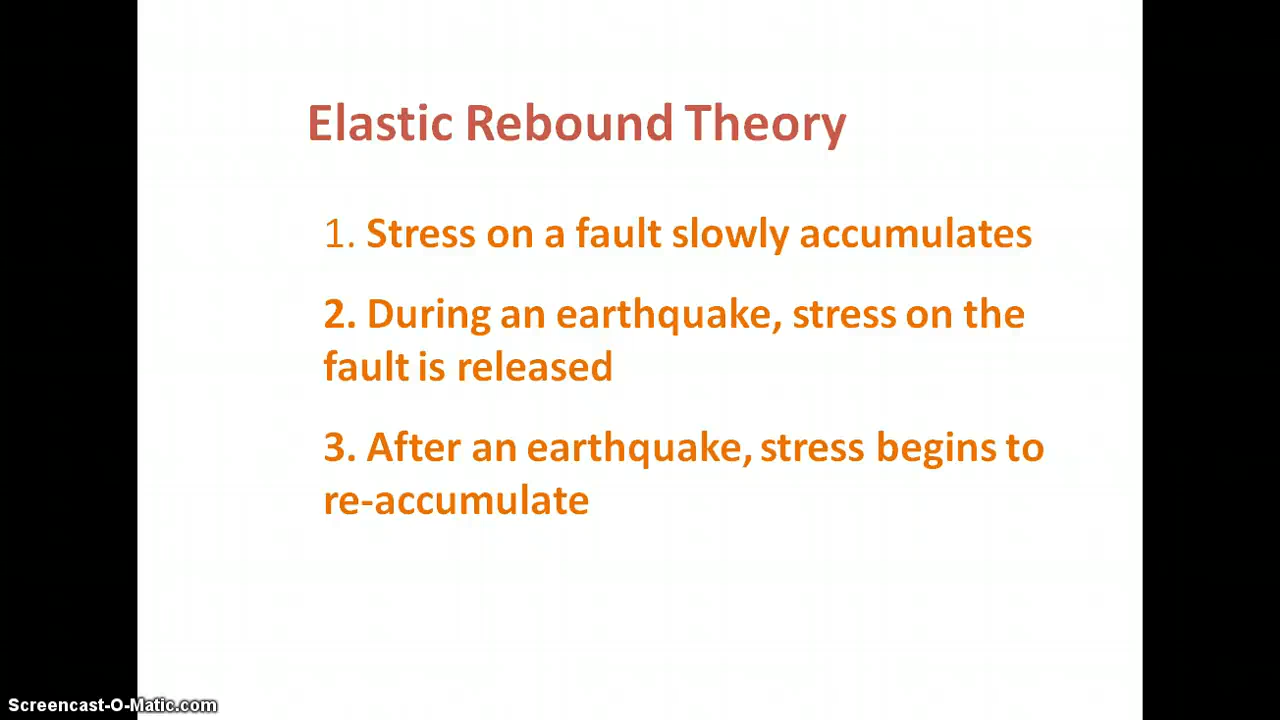 Elastic Rebound Theory
1. Stress on a fault slowly accumulates
2. During an earthquake, stress on the
fault is released
3. After an earthquake, stress begins to
re-accumulate
Screencast-O-Matic.com